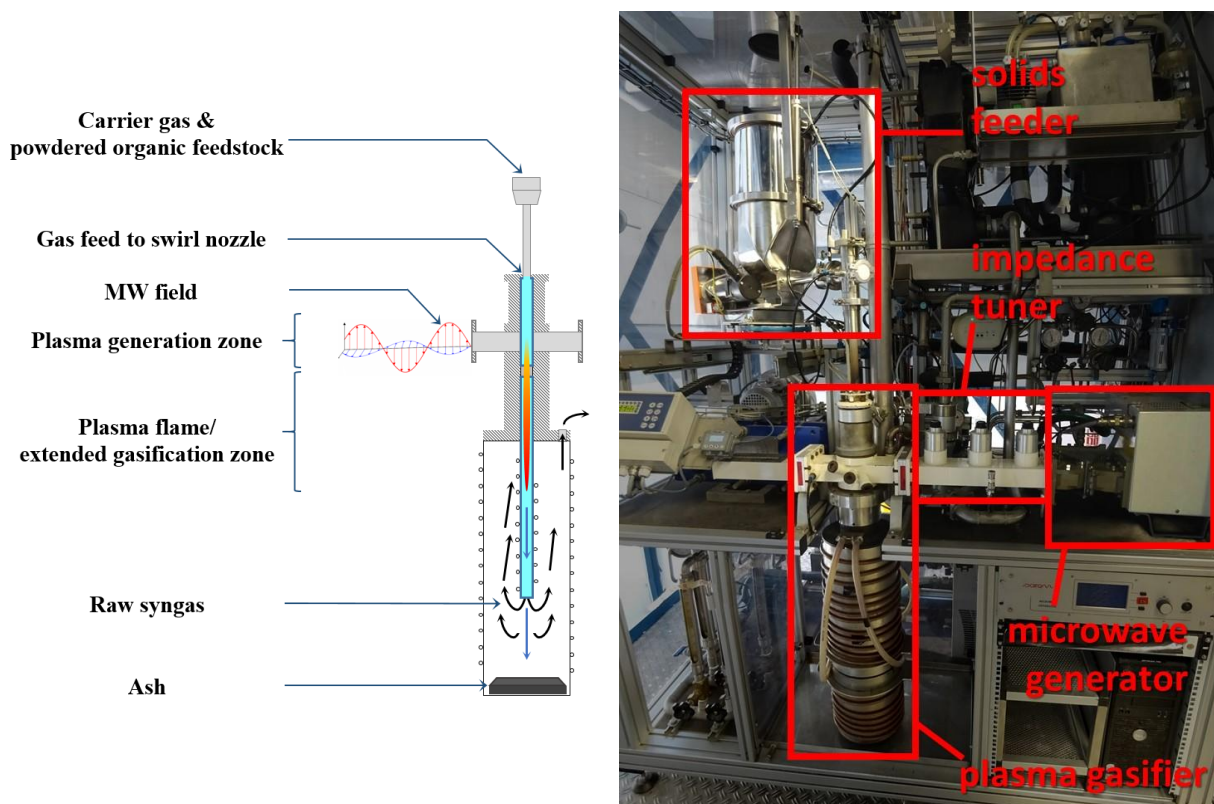 Carrier gas &
powdered organic feedstock
Gas feed to swirl nozzle
MW field
Plasma generation zone
Plasma flame/
extended gasification zone
Raw syngas
Ash
solids
feeder
impedance
tuner
microwave
generator
plasma gasifier